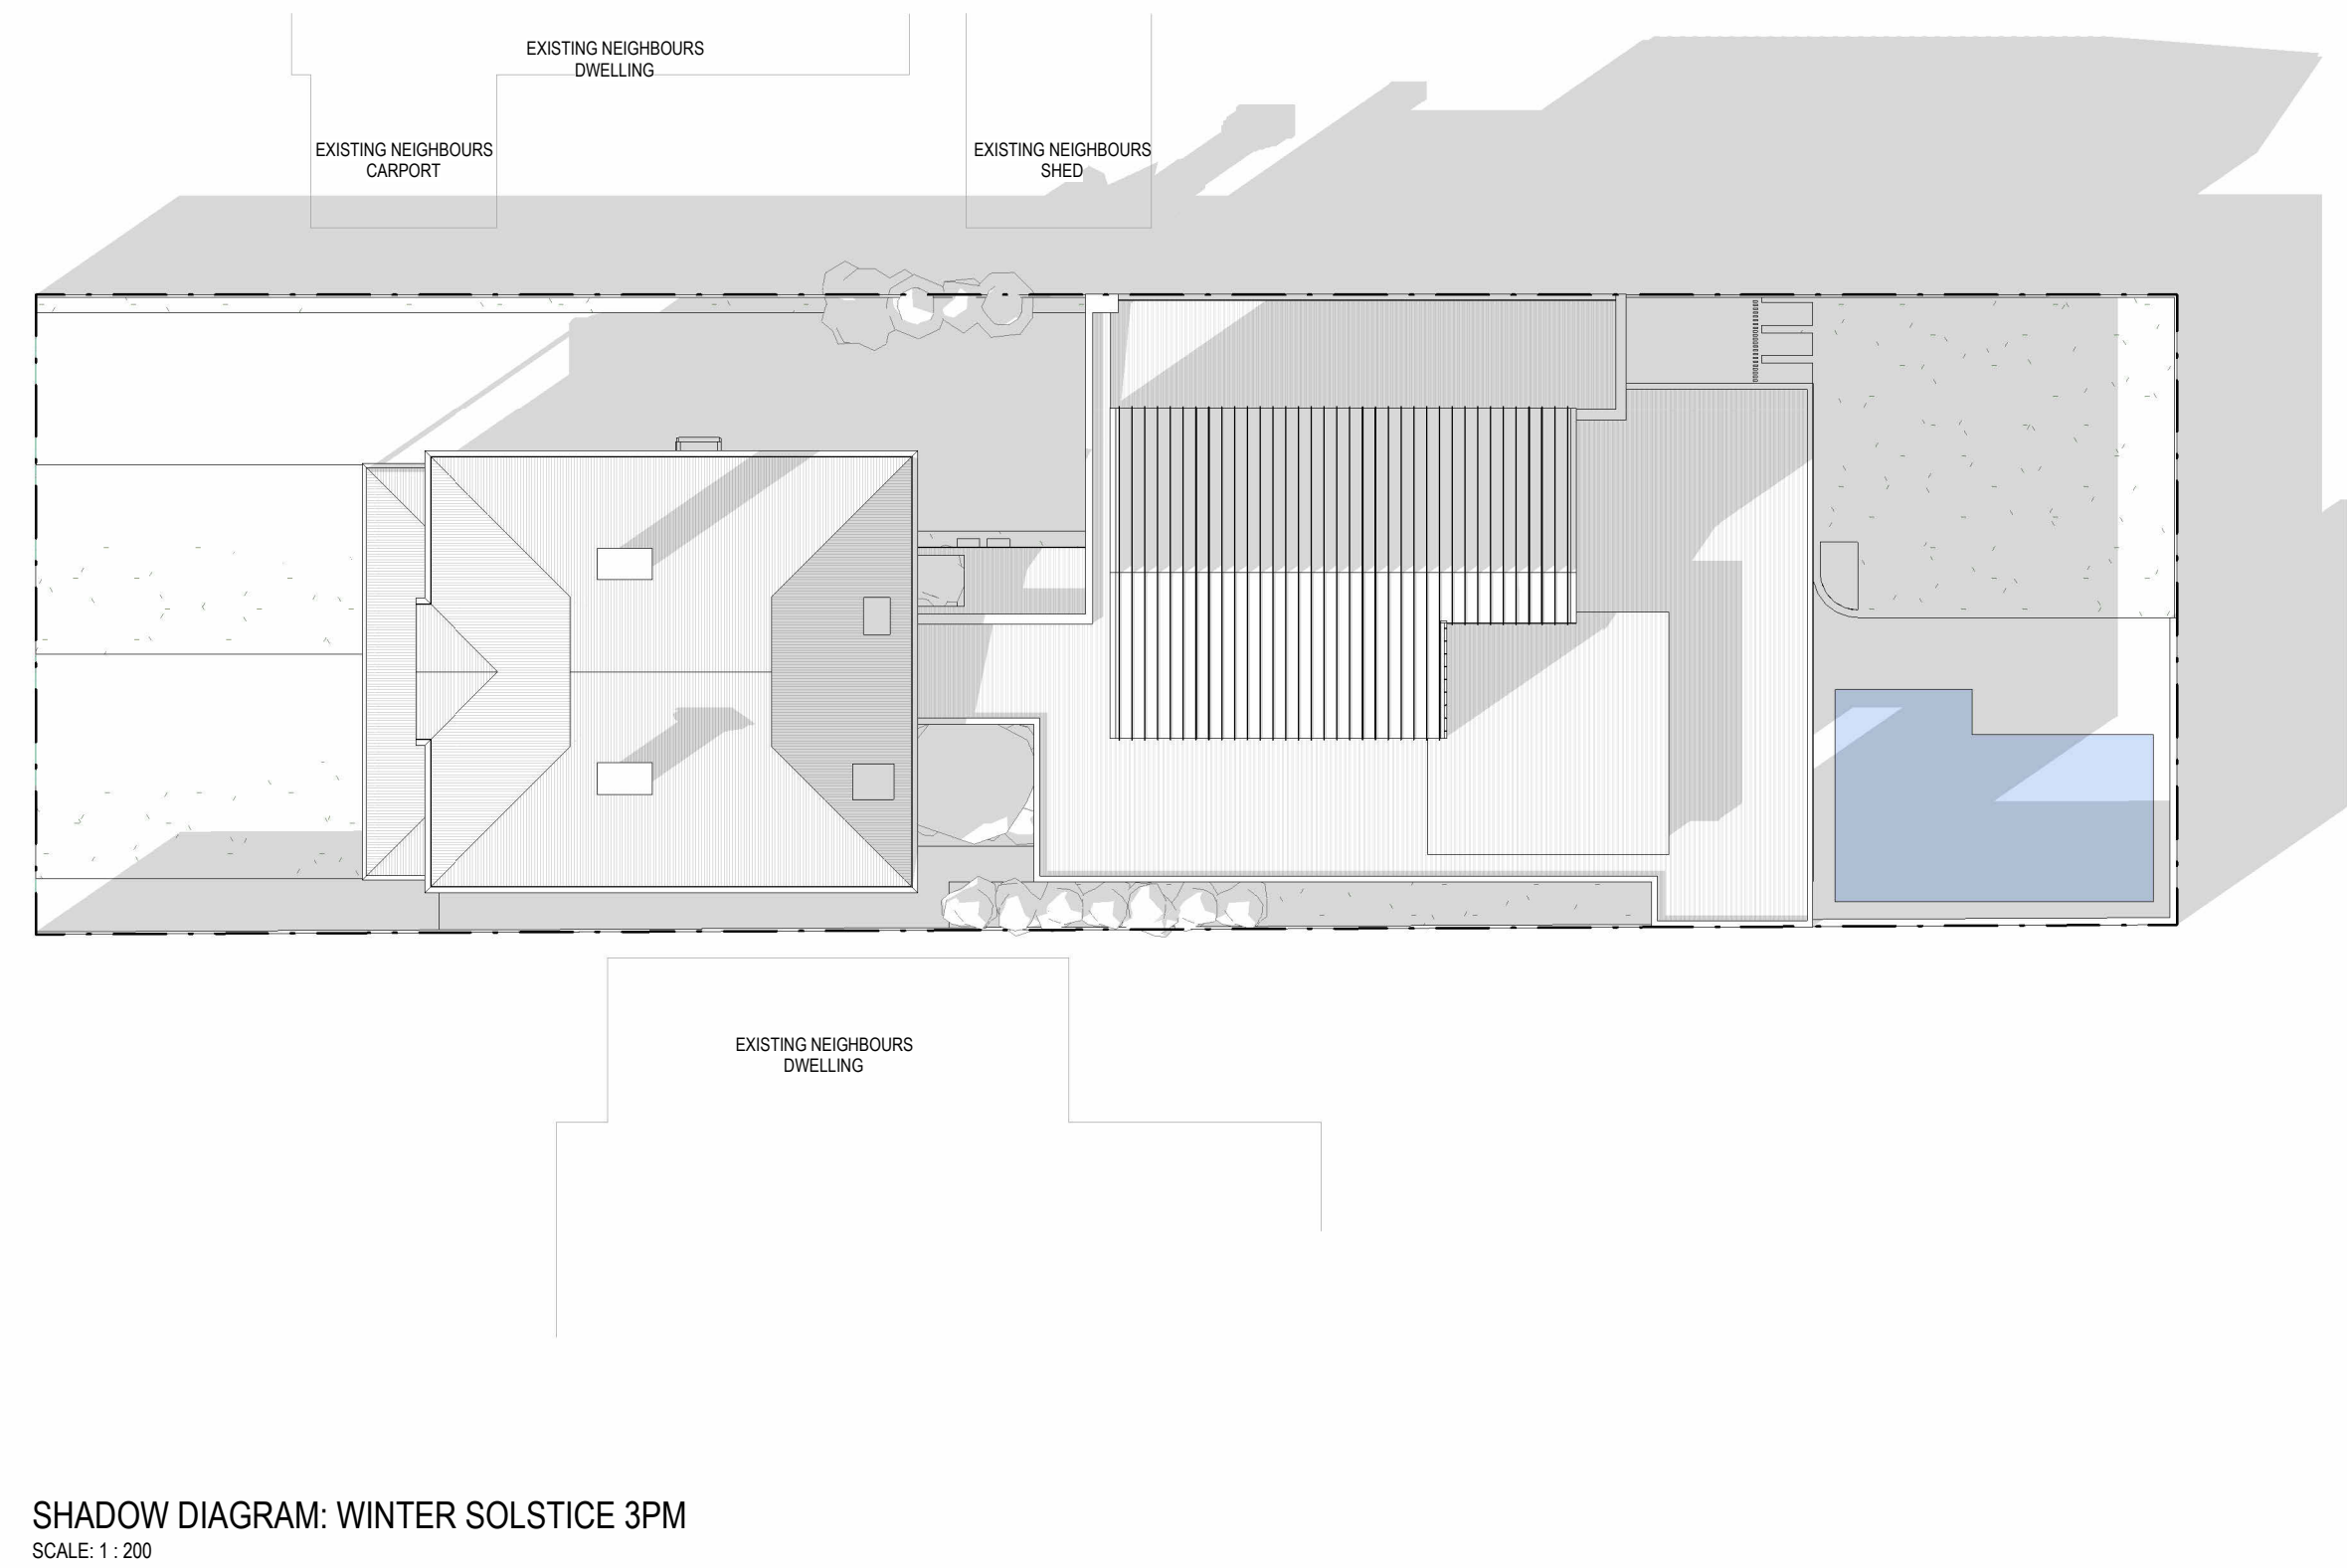 EXISTING NEIGHBOURS
DWELLING
EXISTING NEIGHBOURS
CARPORT
EXISTING NEIGHBOURS
SHED
EXISTING NEIGHBOURS
DWELLING
SHADOW DIAGRAM: WINTER SOLSTICE 3PM
SCALE: 1 : 200